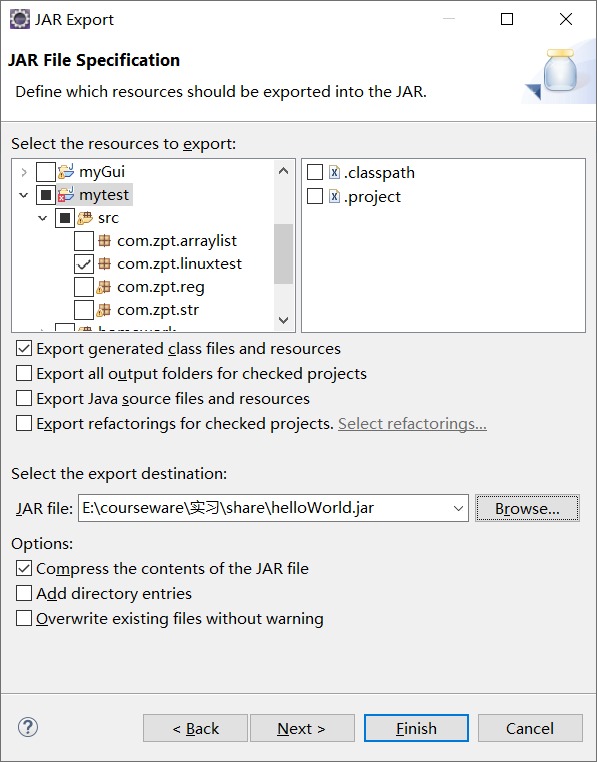 JAR Export
JAR File Specification
Define which resources should be exported into the JAR.
Select the resources to export:
myGui
mytest
src
com.zpt.arraylist
com.zpt.linuxtest
com.zpt.reg
com.zpt.str
.classpath
.project
Export generated class files and resources
Export all output folders for checked projects
Export Java source files and resources
Export refactorings for checked projects. Select refactorings...
Select the export destination:
JAR file: E:\courseware\实习\share\helloWorld.jar Browse...
Options:
Compress the contents of the JAR file
Add directory entries
Overwrite existing files without warning
? < Back Next > Finish Cancel